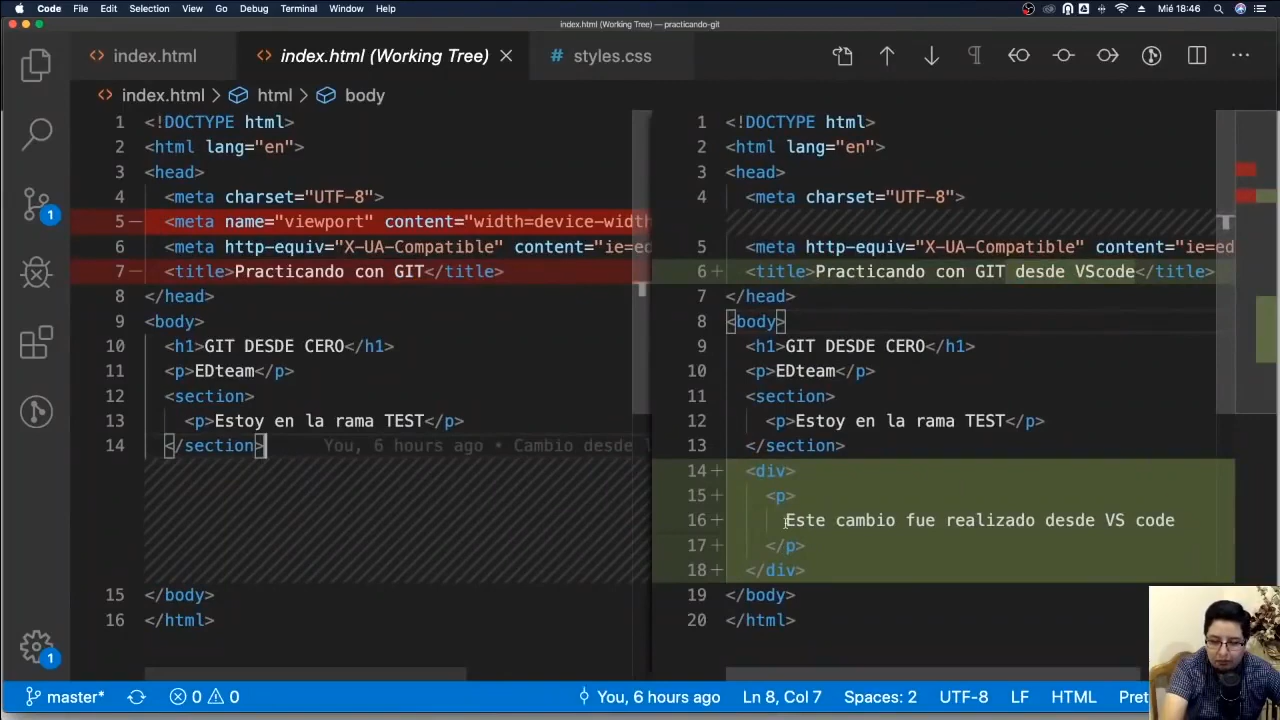 Code File Edit Selection View Go Debug Terminal Window Help Mié 18:46
index.html (Working Tree) — practicando-git
index.html index.html (Working Tree) styles.css
index.html > html > body
1 <!DOCTYPE html>
2 <html lang="en">
3 <head>
4 <meta charset="UTF-8">
5 — <meta name="viewport" content="width=device-width
6 <meta http-equiv="X-UA-Compatible" content="ie=ed
7 — <title>Practicando con GIT</title>
8 </head>
9 <body>
10 <h1>GIT DESDE CERO</h1>
11 <p>EDteam</p>
12 <section>
13 <p>Estoy en la rama TEST</p>
14 </section> You, 6 hours ago • Cambio desde l
15 </body>
16 </html>
1 <!DOCTYPE html>
2 <html lang="en">
3 <head>
4 <meta charset="UTF-8">
5 <meta http-equiv="X-UA-Compatible" content="ie=ed
6 + <title>Practicando con GIT desde VScode</title>
7 </head>
8 <body>
9 <h1>GIT DESDE CERO</h1>
10 <p>EDteam</p>
11 <section>
12 <p>Estoy en la rama TEST</p>
13 </section>
14 + <div>
15 + <p>
16 + Este cambio fue realizado desde VS code
17 + </p>
18 + </div>
19 </body>
20 </html>
1
1
master* 0 0 You, 6 hours ago Ln 8, Col 7 Spaces: 2 UTF-8 LF HTML Pret